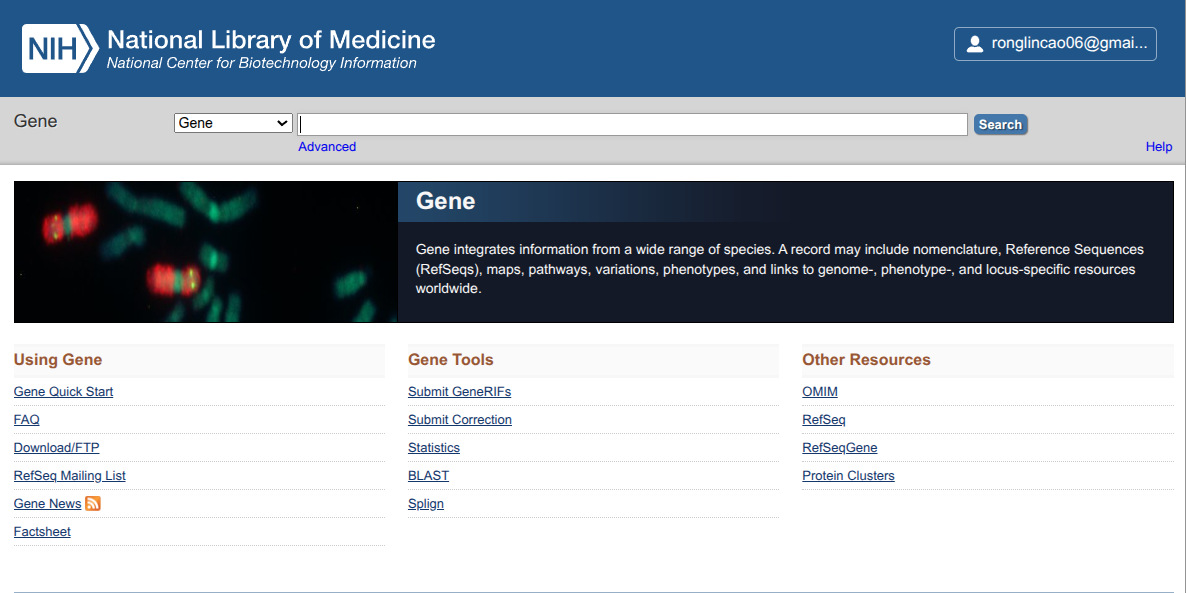 NIH National Library of Medicine
National Center for Biotechnology Information
ronglincao06@gmai...
Gene
Gene
Search
Advanced
Help
Gene
Gene integrates information from a wide range of species. A record may include nomenclature, Reference Sequences
(RefSeqs), maps, pathways, variations, phenotypes, and links to genome-, phenotype-, and locus-specific resources
worldwide.
Using Gene
Gene Quick Start
FAQ
Download/FTP
RefSeq Mailing List
Gene News
Factsheet
Gene Tools
Submit GeneRIFs
Submit Correction
Statistics
BLAST
Splign
Other Resources
OMIM
RefSeq
RefSeqGene
Protein Clusters